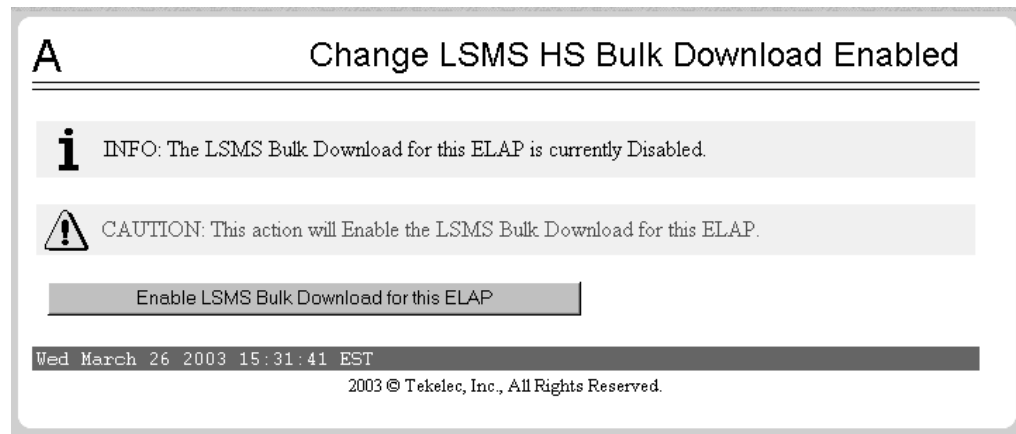 A
Change LSMS HS Bulk Download Enabled
INFO: The LSMS Bulk Download for this ELAP is currently Disabled.
CAUTION: This action will Enable the LSMS Bulk Download for this ELAP.
Enable LSMS Bulk Download for this ELAP
Wed March 26 2003 15:31:41 EST
2003 © Tekelec, Inc., All Rights Reserved.